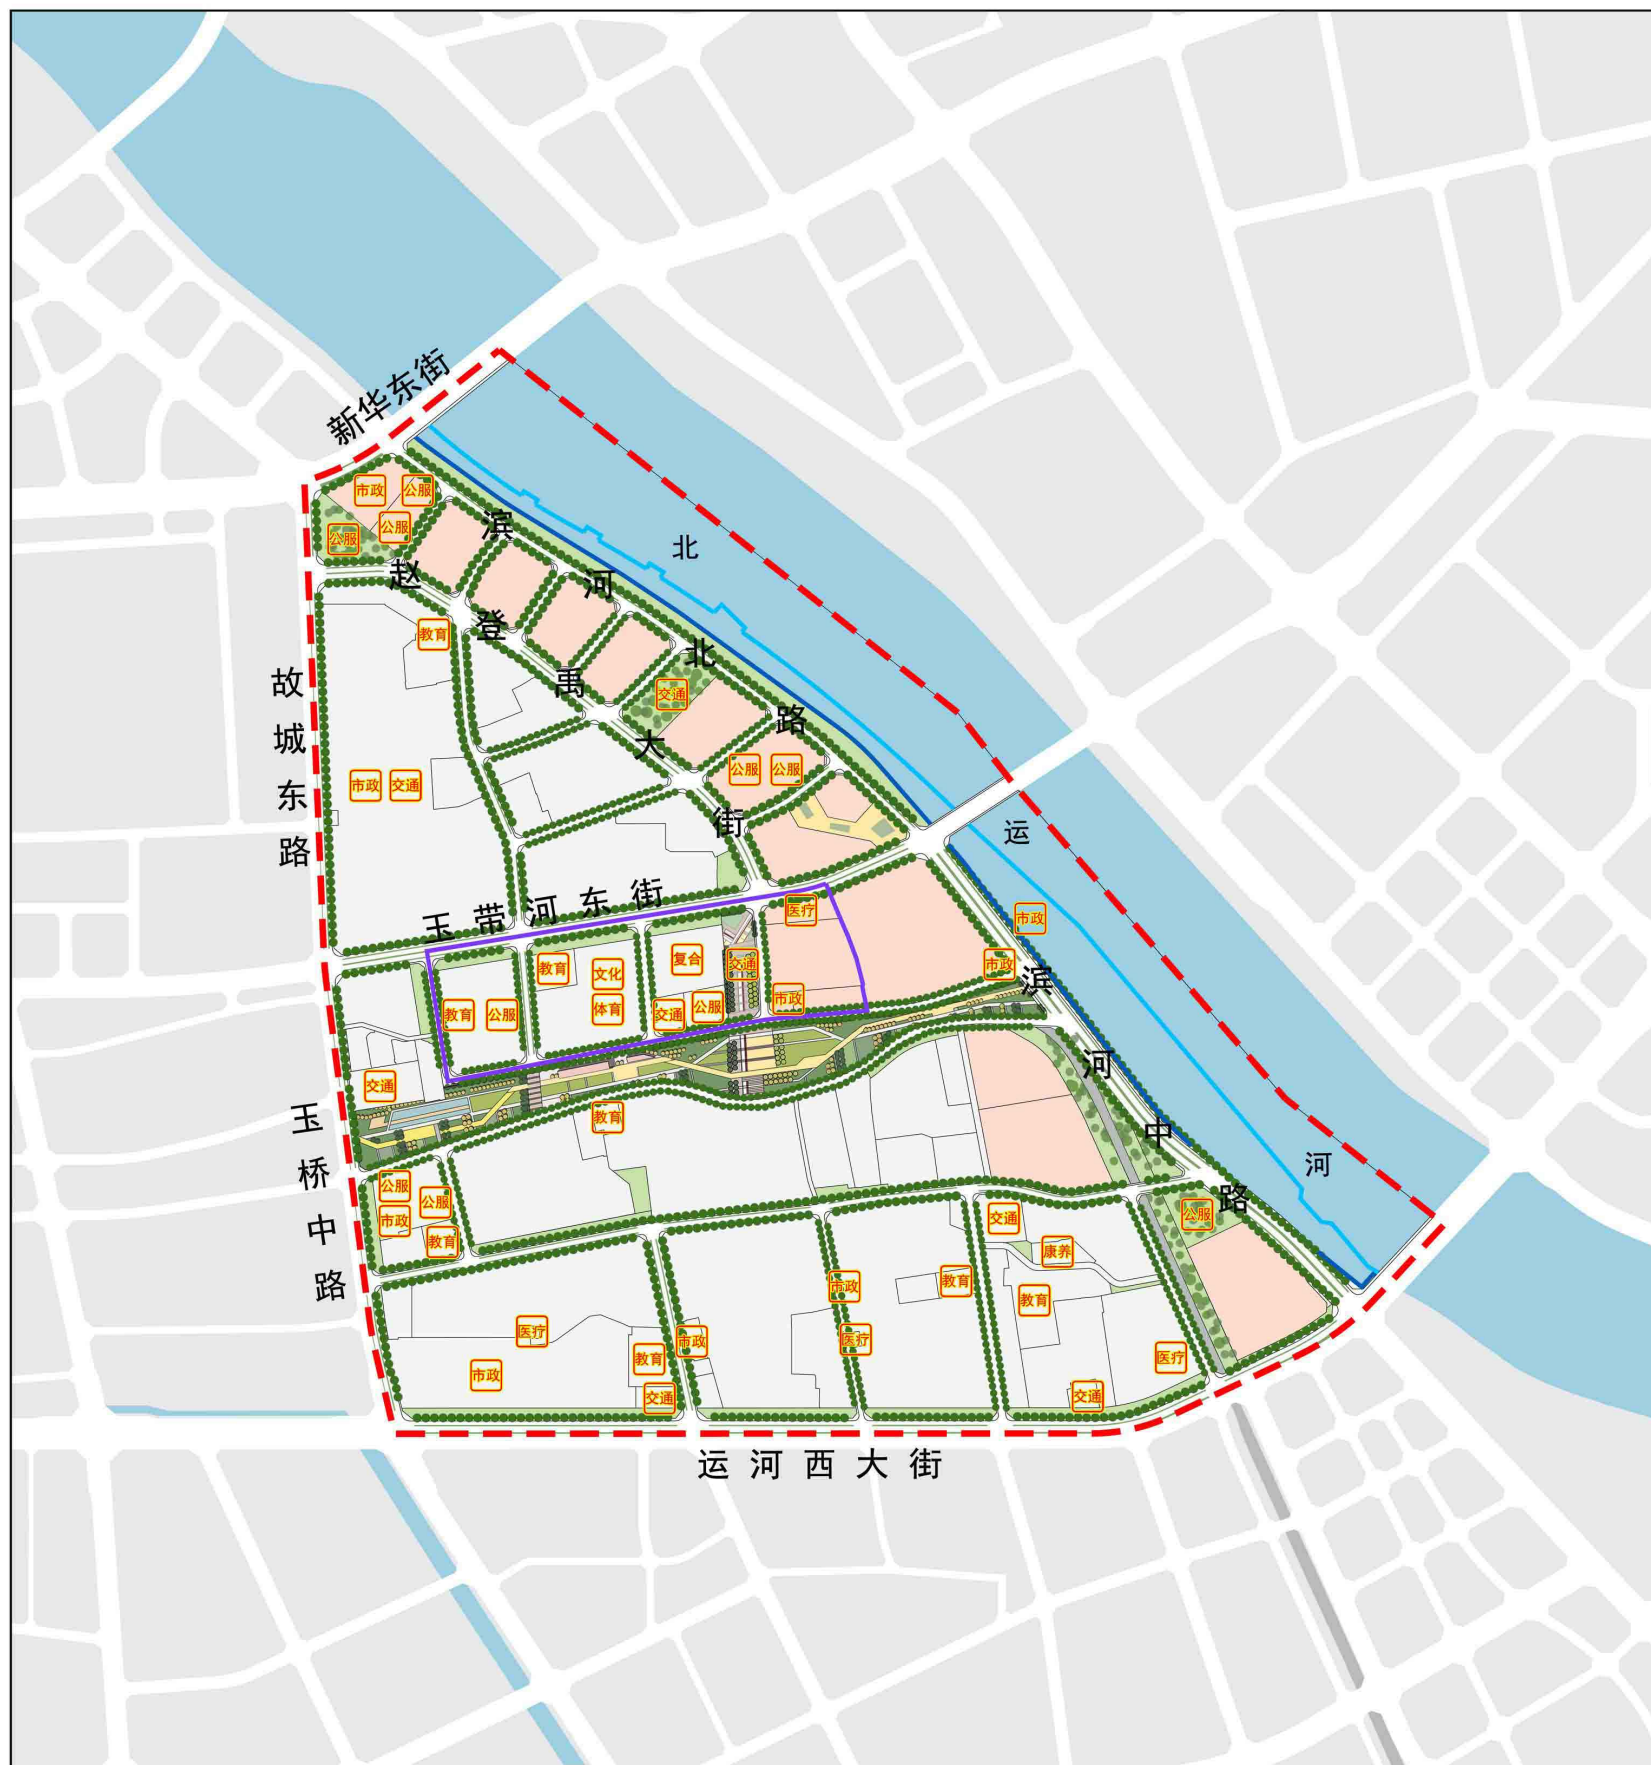 新华东街
市政
公服
公服
公服
滨河北路
赵登禹大街
北运河
教育
交通
故城东路
市政
交通
公服
公服
玉带河东街
医疗
市政
教育
文化
复合
交通
市政
教育
公服
体育
交通
公服
市政
滨河中路
交通
玉桥中路
教育
公服
公服
市政
教育
交通
公服
康养
市政
教育
教育
医疗
市政
医疗
教育
医疗
市政
交通
交通
运河西大街